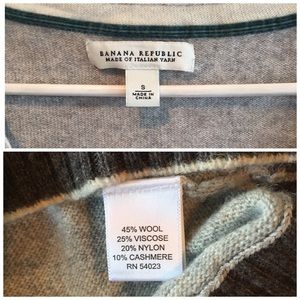 BANANA REPUBLIC
MADE OF ITALIAN YARN
S
MADE IN
CHINA
45% WOOL
25% VISCOSE
20% NYLON
10% CASHMERE
RN 54023